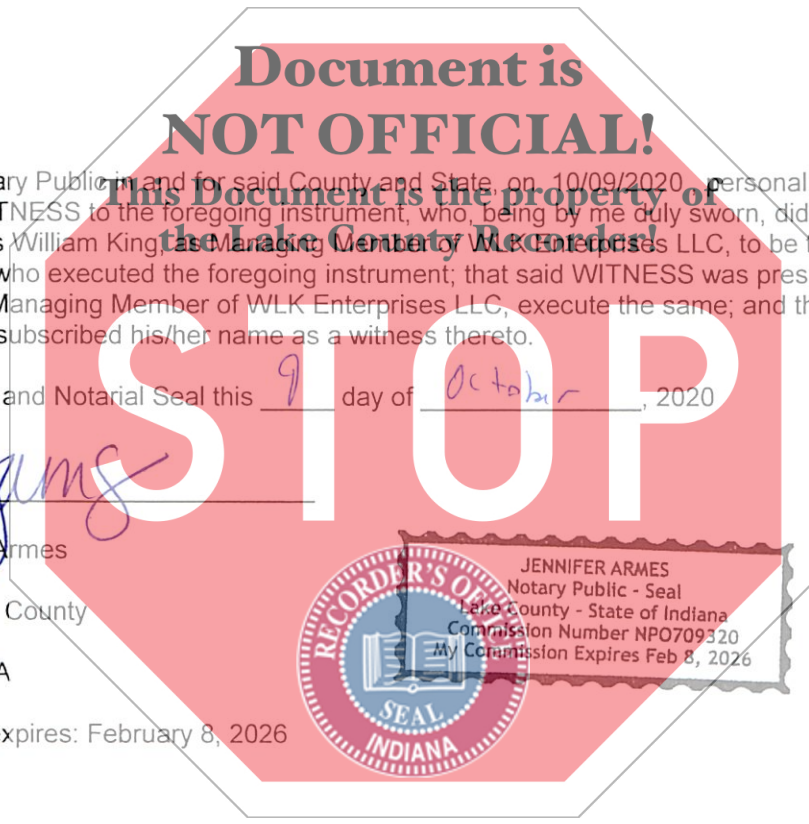 Document is
NOT OFFICIAL!
This Document is the property of
the Lake County Recorder!
ary Public in and for said County and State, on 10/09/2020, personal
TNESS to the foregoing instrument, who, being by me duly sworn, did
s William King, as Managing Member of WLK Enterprises LLC, to be t
who executed the foregoing instrument; that said WITNESS was pres
Managing Member of WLK Enterprises LLC, execute the same; and th
subscribed his/her name as a witness thereto.
and Notarial Seal this 9 day of October, 2020
STOP
Armes
County
A
xpires: February 8, 2026
JENNIFER ARMES
Notary Public - Seal
Lake County - State of Indiana
Commission Number NPO709320
My Commission Expires Feb 8, 2026
RECORDER'S OFFICE
SEAL
INDIANA